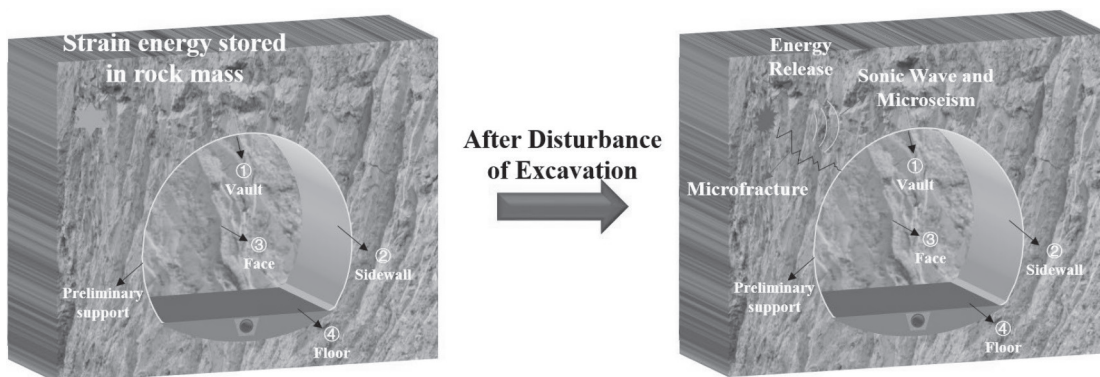 Strain energy stored
in rock mass
①
Vault
②
Sidewall
③
Face
Preliminary
support
④
Floor
After Disturbance
of Excavation
Energy
Release
Sonic Wave and
Microseism
Microfracture
①
Vault
②
Sidewall
③
Face
Preliminary
support
④
Floor